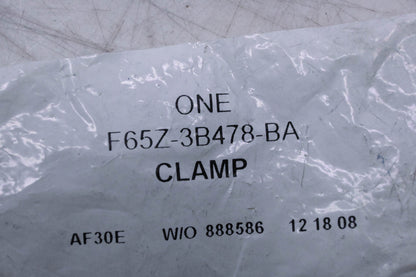 ONE
F65Z-3B478-BA
CLAMP
AF30E W/O 888586 12 18 08